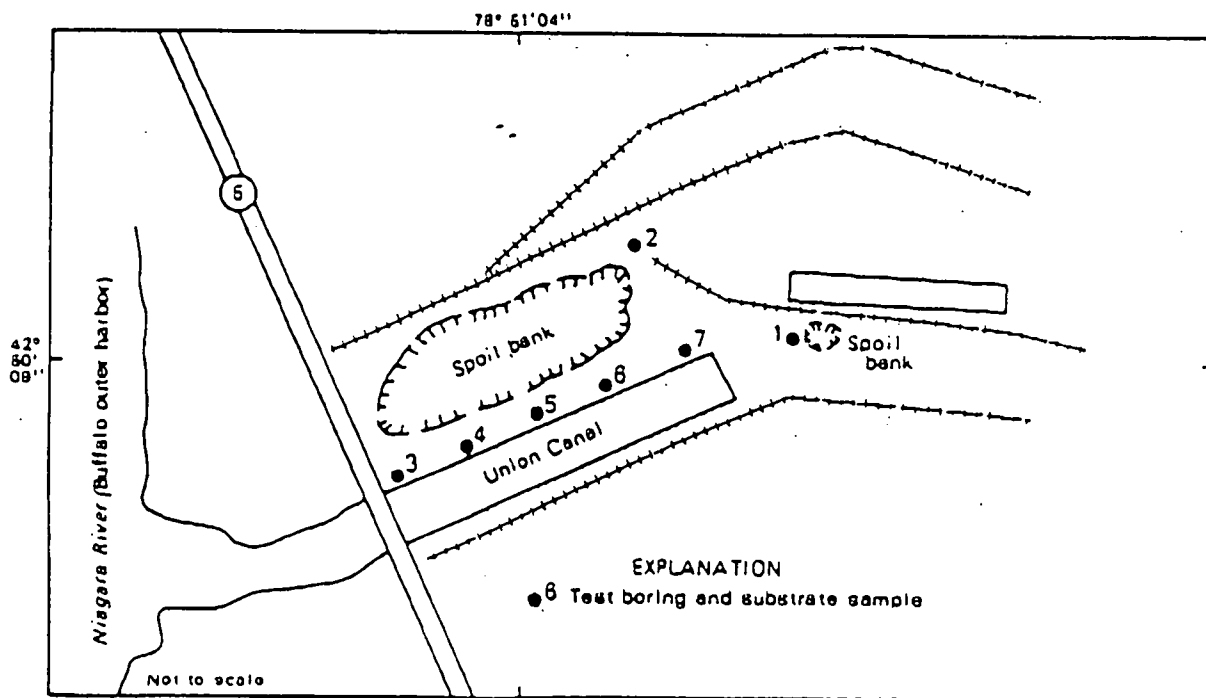 78° 51'04"
5
2
Niagara River (Buffalo outer harbor)
Spoil bank
1
Spoil
bank
42°
50'
08"
7
6
5
4
3
Union Canal
EXPLANATION
6 Test boring and substrate sample
Not to scale